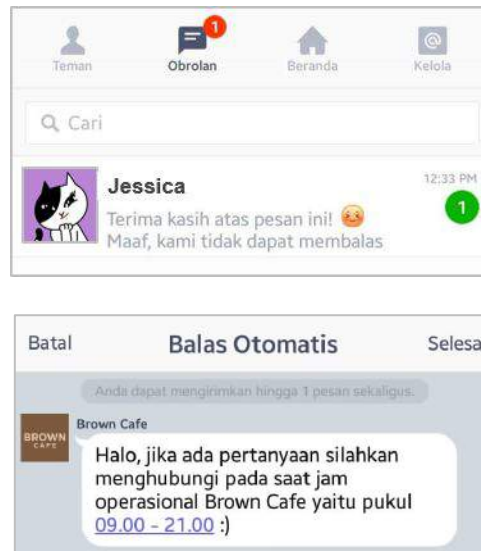 1
Teman
Obrolan
Beranda
Kelola
Cari
Jessica
12:33 PM
Terima kasih atas pesan ini!
1
Maaf, kami tidak dapat membalas
Batal
Balas Otomatis
Selesa
Anda dapat mengirimkan hingga 1 pesan sekaligus.
Brown Cafe
BROWN
CAFE
Halo, jika ada pertanyaan silahkan
menghubungi pada saat jam
operasional Brown Cafe yaitu pukul
09.00 - 21.00 :)